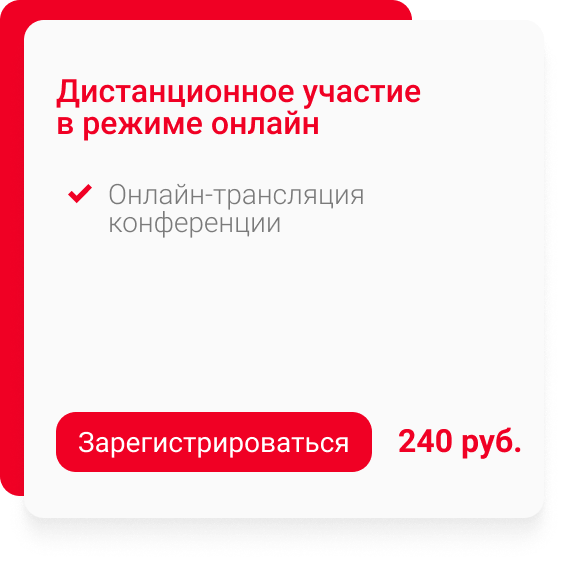 Дистанционное участие
в режиме онлайн
Онлайн-трансляция
конференции
Зарегистрироваться
240 руб.